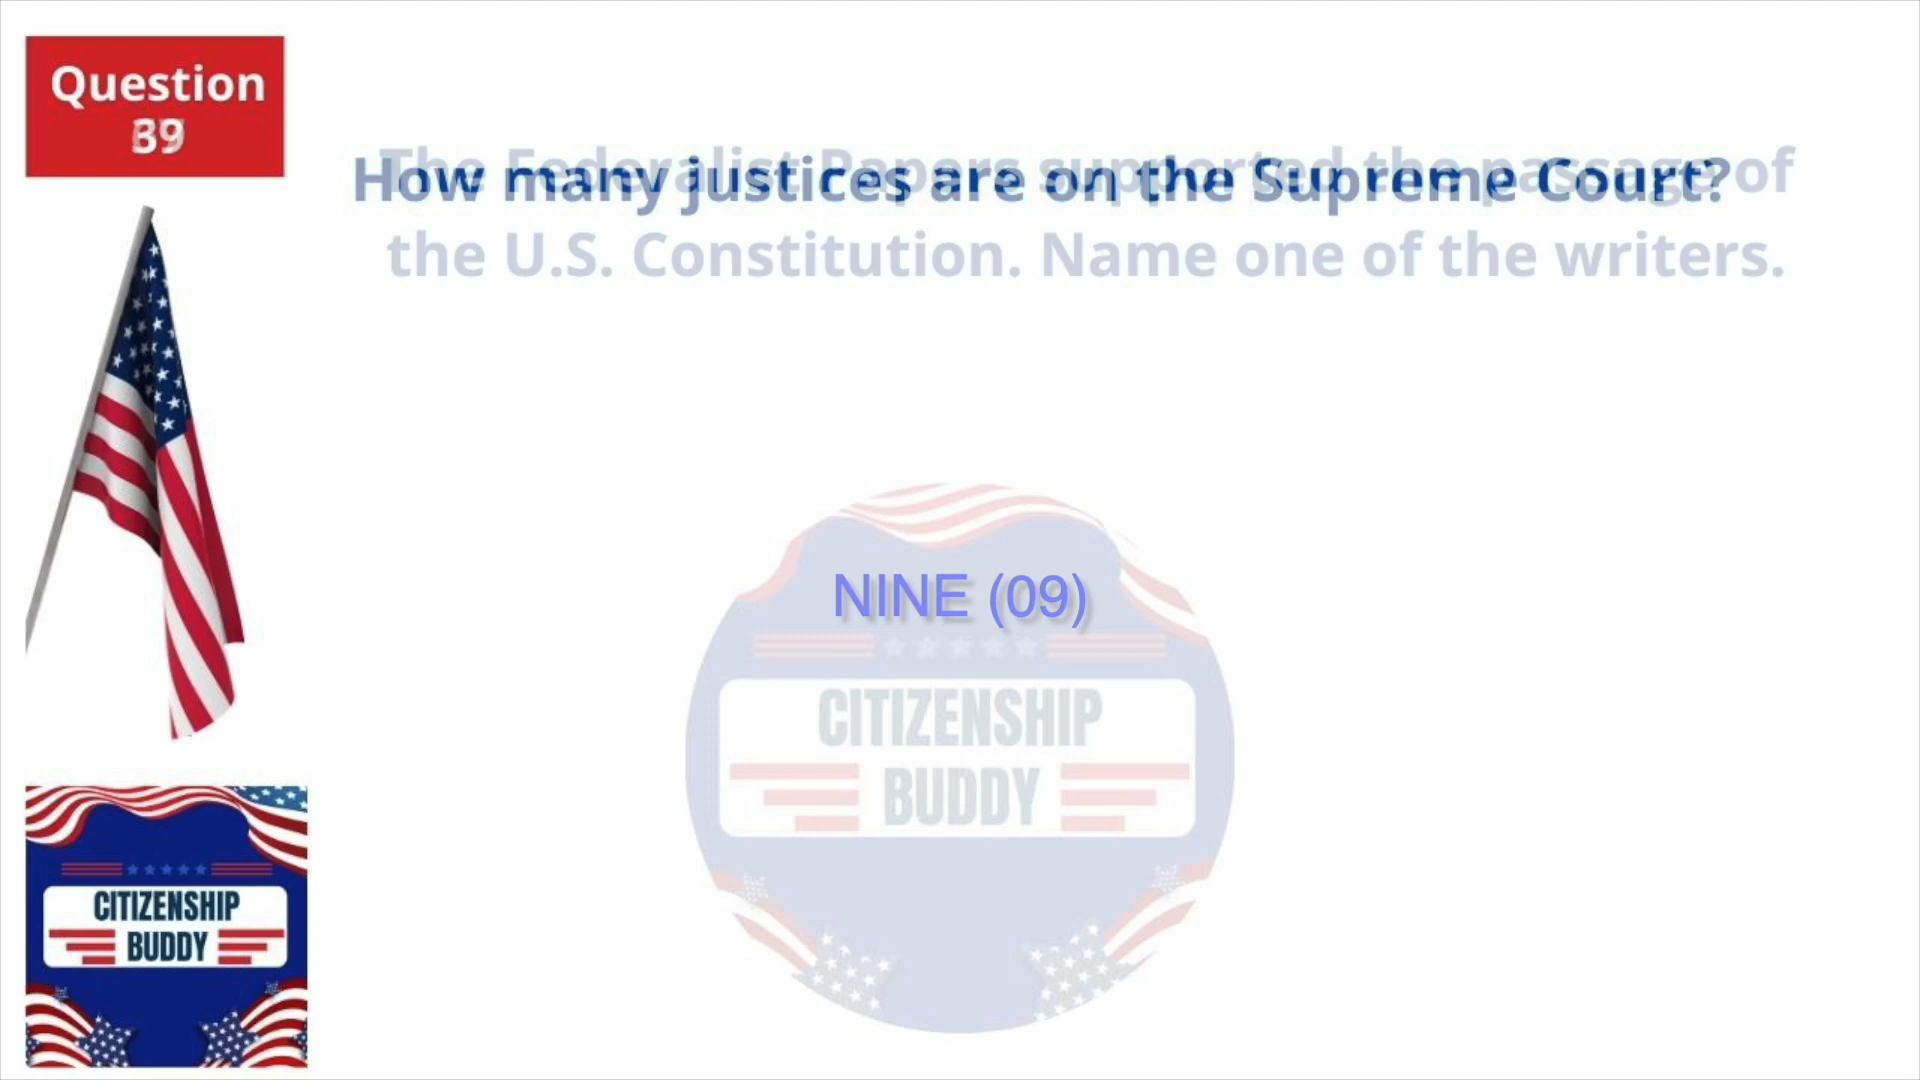 Question
39
How many justices are on the Supreme Court?
The Federalist Papers supported the passage of
the U.S. Constitution. Name one of the writers.
NINE (09)
CITIZENSHIP
BUDDY
CITIZENSHIP
BUDDY